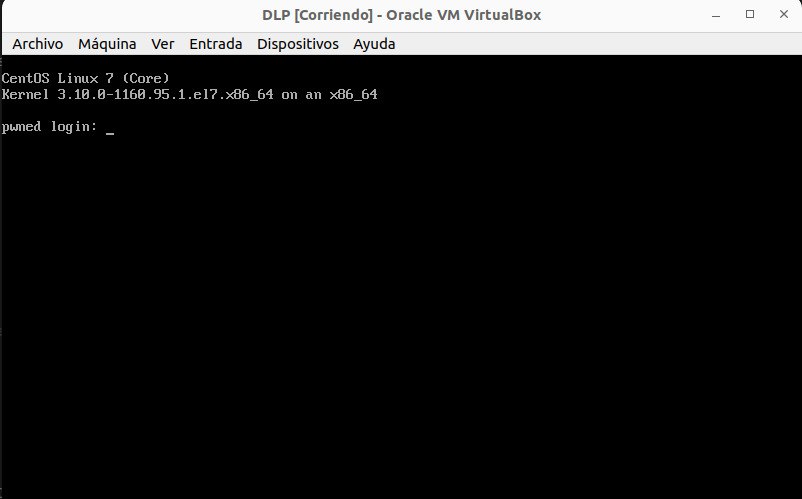 DLP [Corriendo] - Oracle VM VirtualBox
Archivo Máquina Ver Entrada Dispositivos Ayuda
CentOS Linux 7 (Core)
Kernel 3.10.0-1160.95.1.el7.x86_64 on an x86_64
pwned login: _